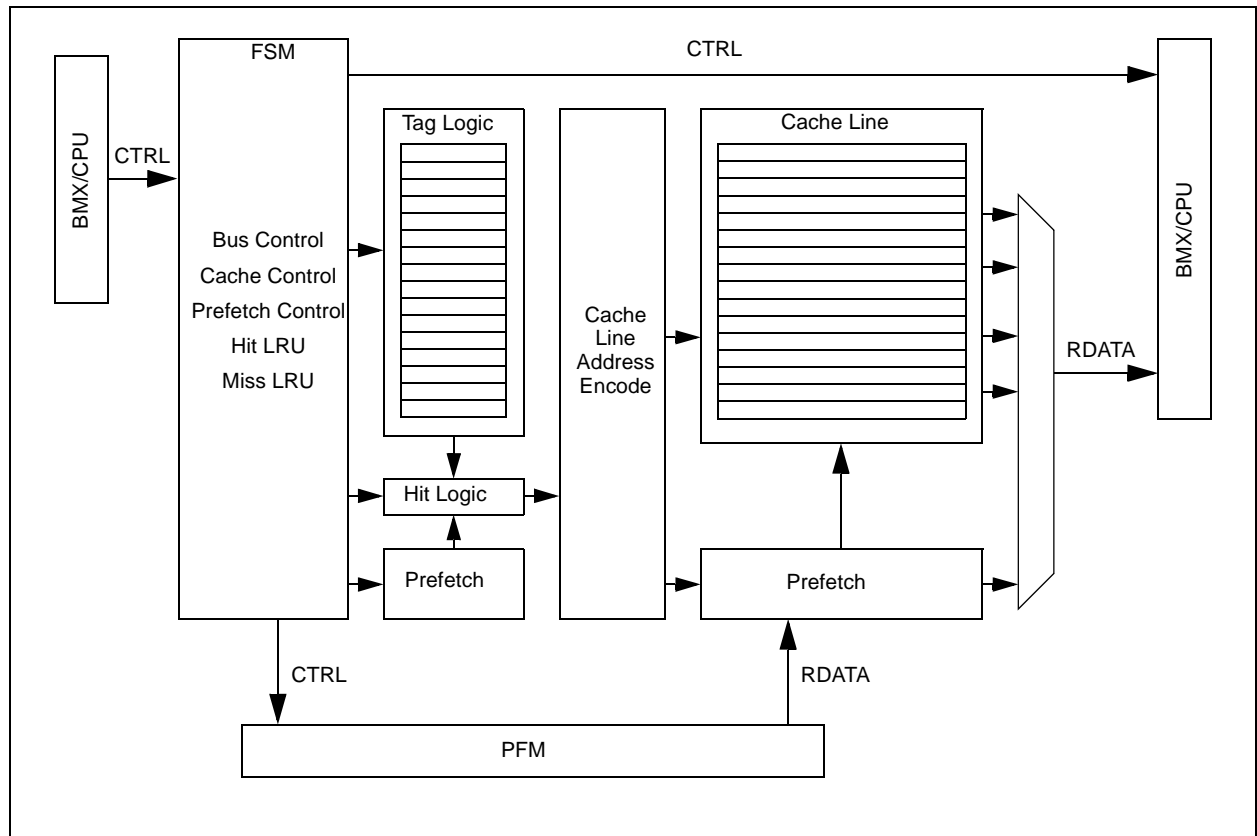 FSM
CTRL
BMX/CPU
CTRL
Bus Control
Cache Control
Prefetch Control
Hit LRU
Miss LRU
Tag Logic
Hit Logic
Prefetch
Cache
Line
Address
Encode
Cache Line
Prefetch
RDATA
BMX/CPU
CTRL
RDATA
PFM